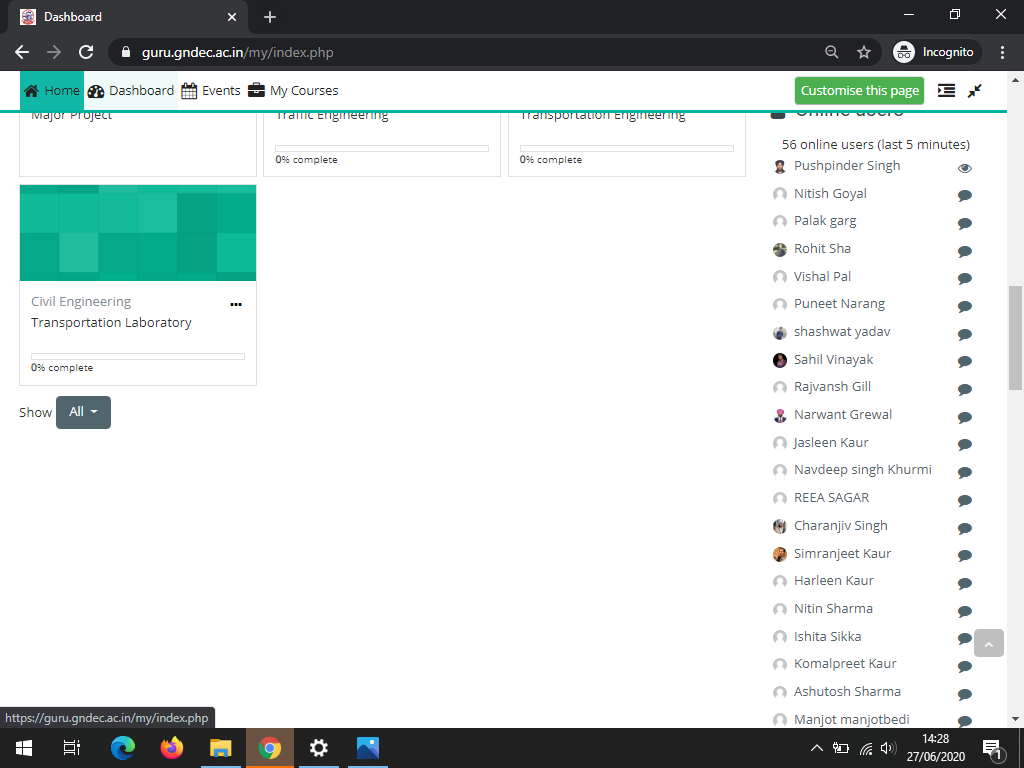 Dashboard
guru.gndec.ac.in/my/index.php
Incognito
Home
Dashboard
Events
My Courses
Customise this page
Major Project
Traffic Engineering
Transportation Engineering
0% complete
0% complete
Civil Engineering
Transportation Laboratory
0% complete
Show All
Online users
56 online users (last 5 minutes)
Pushpinder Singh
Nitish Goyal
Palak garg
Rohit Sha
Vishal Pal
Puneet Narang
shashwat yadav
Sahil Vinayak
Rajvansh Gill
Narwant Grewal
Jasleen Kaur
Navdeep singh Khurmi
REEA SAGAR
Charanjiv Singh
Simranjeet Kaur
Harleen Kaur
Nitin Sharma
Ishita Sikka
Komalpreet Kaur
Ashutosh Sharma
Manjot manjotbedi
https://guru.gndec.ac.in/my/index.php
14:28
27/06/2020
1